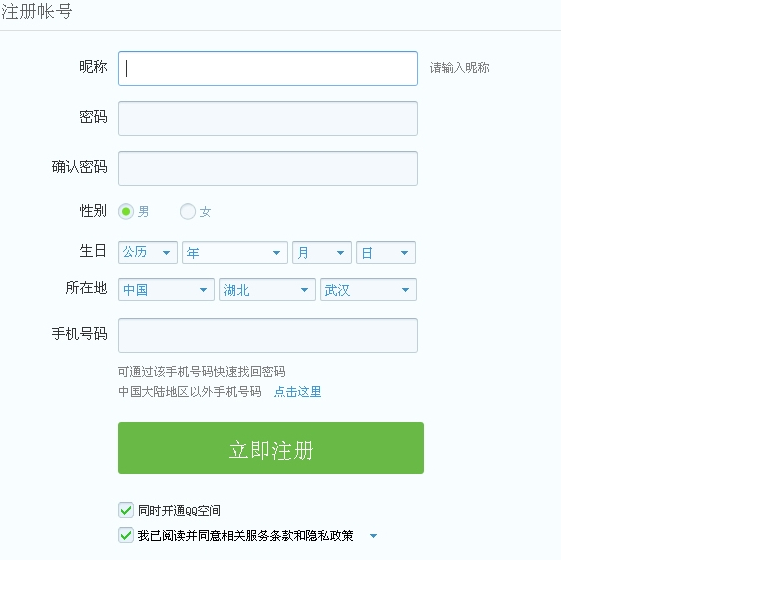 注册帐号
昵称 请输入昵称
密码
确认密码
性别 男 女
生日 公历 年 月 日
所在地 中国 湖北 武汉
手机号码
可通过该手机号码快速找回密码
中国大陆地区以外手机号码 点击这里
立即注册
同时开通QQ空间
我已阅读并同意相关服务条款和隐私政策